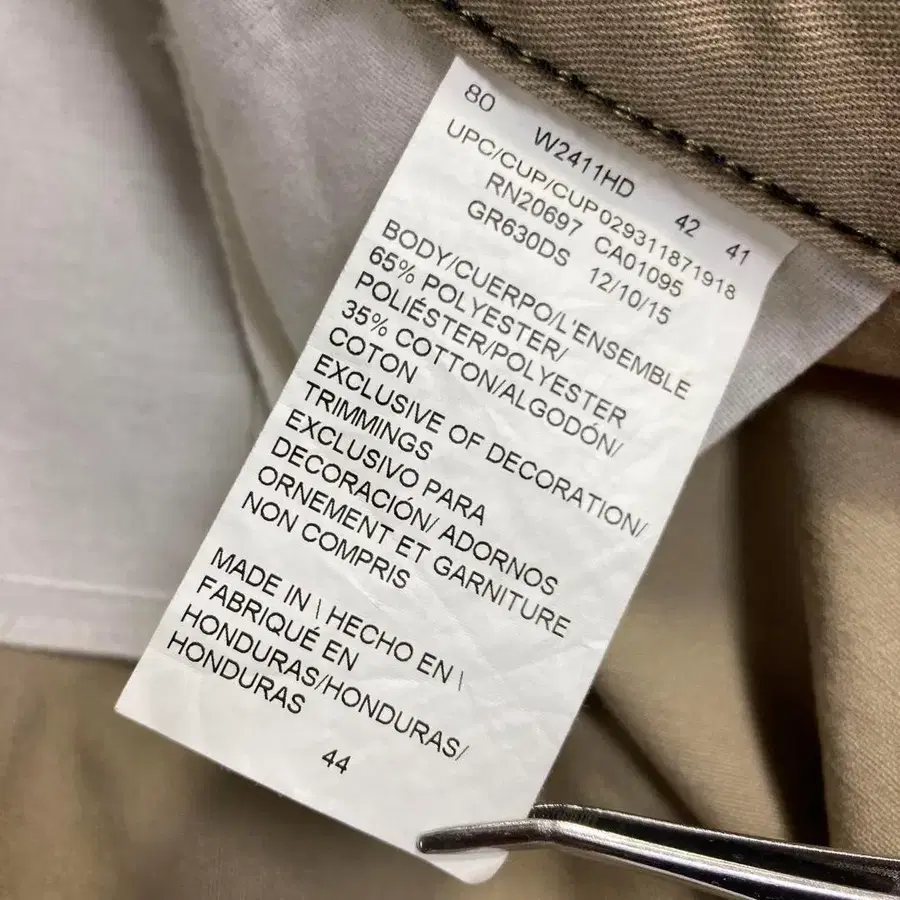 80 W2411HD 42 41
UPC/CUP/CUP 029311871918
RN20697 CA01095
GR630DS 12/10/15
BODY/CUERPO/L'ENSEMBLE
65% POLYESTER/
POLIÉSTER/POLYESTER
35% COTTON/ALGODÓN/
COTON
EXCLUSIVE OF DECORATION/
TRIMMINGS
EXCLUSIVO PARA
DECORACIÓN/ ADORNOS
ORNEMENT ET GARNITURE
NON COMPRIS
MADE IN \ HECHO EN \
FABRIQUÉ EN
HONDURAS/HONDURAS/
HONDURAS
44